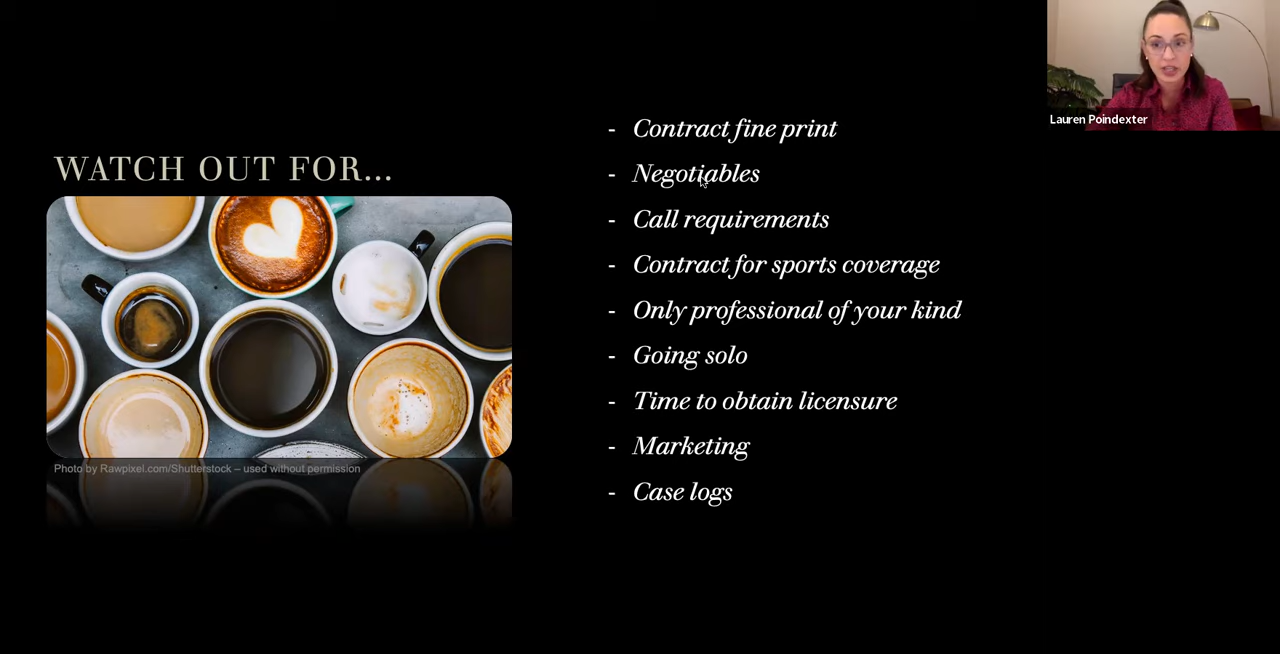 WATCH OUT FOR...
Photo by Rawpixel.com/Shutterstock – used without permission
- Contract fine print
- Negotiables
- Call requirements
- Contract for sports coverage
- Only professional of your kind
- Going solo
- Time to obtain licensure
- Marketing
- Case logs
Lauren Poindexter